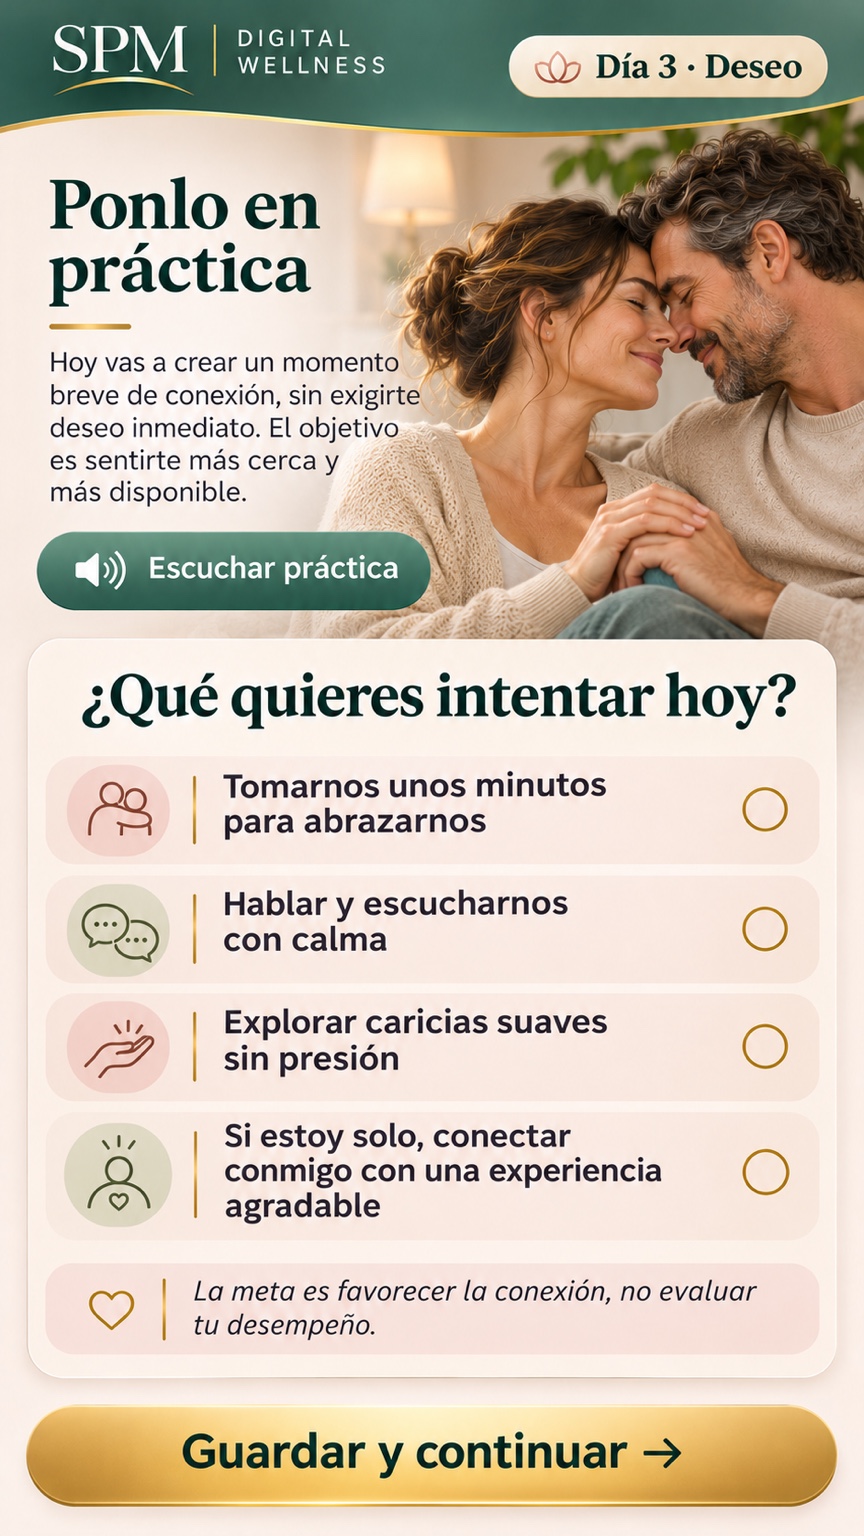 SPM
DIGITAL
WELLNESS
Día 3 · Deseo
Ponlo en
práctica
Hoy vas a crear un momento
breve de conexión, sin exigirte
deseo inmediato. El objetivo
es sentirte más cerca y
más disponible.
Escuchar práctica
¿Qué quieres intentar hoy?
Tomarnos unos minutos
para abrazarnos
Hablar y escucharnos
con calma
Explorar caricias suaves
sin presión
Si estoy solo, conectar
conmigo con una experiencia
agradable
La meta es favorecer la conexión, no evaluar
tu desempeño.
Guardar y continuar →